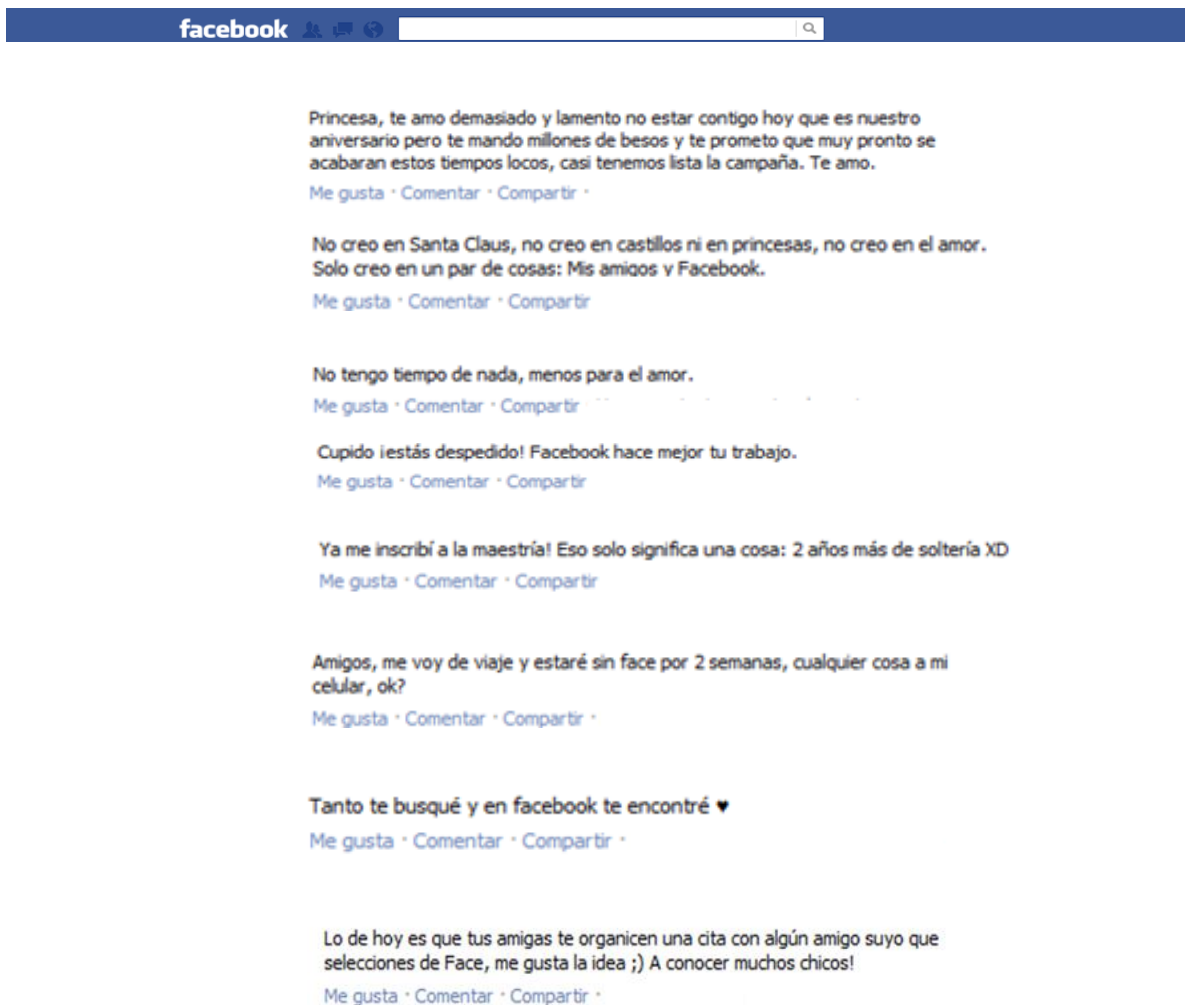 facebook
Princesa, te amo demasiado y lamento no estar contigo hoy que es nuestro
aniversario pero te mando millones de besos y te prometo que muy pronto se
acabaran estos tiempos locos, casi tenemos lista la campaña. Te amo.
Me gusta · Comentar · Compartir ·
No creo en Santa Claus, no creo en castillos ni en princesas, no creo en el amor.
Solo creo en un par de cosas: Mis amigos y Facebook.
Me gusta · Comentar · Compartir
No tengo tiempo de nada, menos para el amor.
Me gusta · Comentar · Compartir
Cupido ¡estás despedido! Facebook hace mejor tu trabajo.
Me gusta · Comentar · Compartir
Ya me inscribí a la maestría! Eso solo significa una cosa: 2 años más de soltería XD
Me gusta · Comentar · Compartir
Amigos, me voy de viaje y estaré sin face por 2 semanas, cualquier cosa a mi
celular, ok?
Me gusta · Comentar · Compartir ·
Tanto te busqué y en facebook te encontré ♥
Me gusta · Comentar · Compartir ·
Lo de hoy es que tus amigas te organicen una cita con algún amigo suyo que
selecciones de Face, me gusta la idea ;) A conocer muchos chicos!
Me gusta · Comentar · Compartir ·